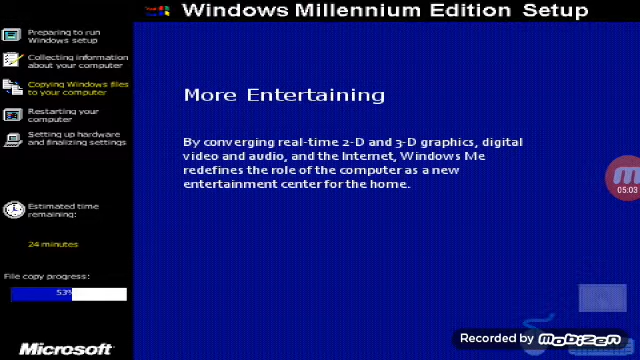 Windows Millennium Edition Setup
Preparing to run
Windows setup
Collecting information
about your computer
Copying Windows files
to your computer
Restarting your
computer
Setting up hardware
and finalizing settings
Estimated time
remaining:
24 minutes
File copy progress:
53%
Microsoft
More Entertaining
By converging real-time 2-D and 3-D graphics, digital
video and audio, and the Internet, Windows Me
redefines the role of the computer as a new
entertainment center for the home.
05:03
Recorded by Mobizen